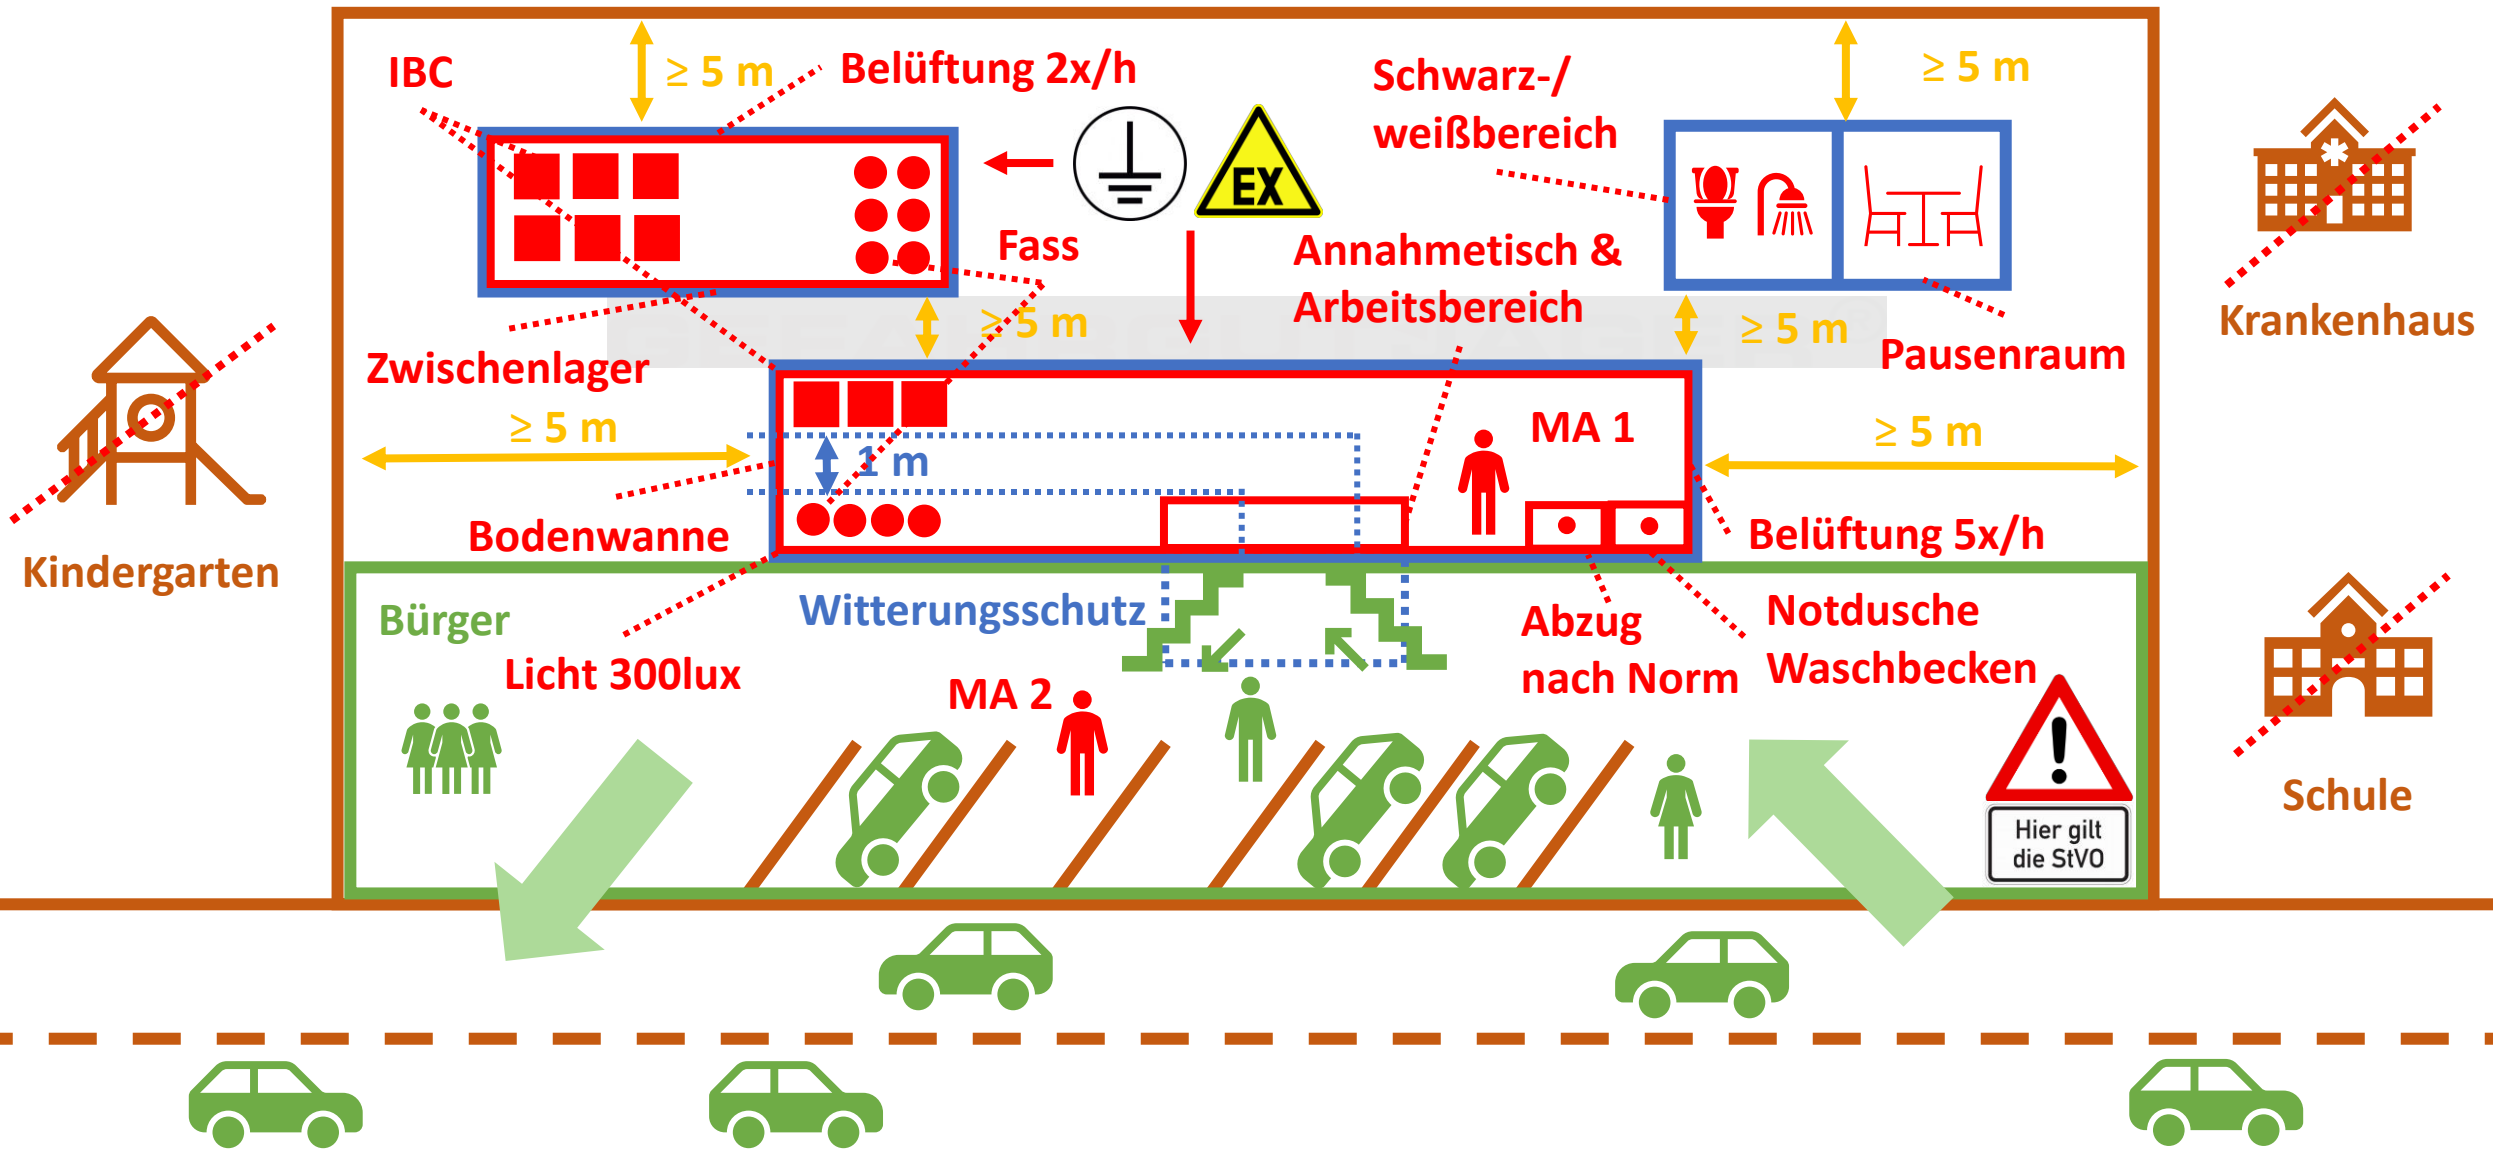 IBC
≥ 5 m
Belüftung 2x/h
Schwarz-/
weißbereich
≥ 5 m
EX
Fass
Annahmetisch &
Arbeitsbereich
≥ 5 m
≥ 5 m
Krankenhaus
Zwischenlager
Pausenraum
≥ 5 m
MA 1
≥ 5 m
1 m
Bodenwanne
Belüftung 5x/h
Kindergarten
Bürger
Witterungsschutz
Abzug
nach Norm
Notdusche
Waschbecken
Licht 300lux
MA 2
Schule
Hier gilt
die StVO